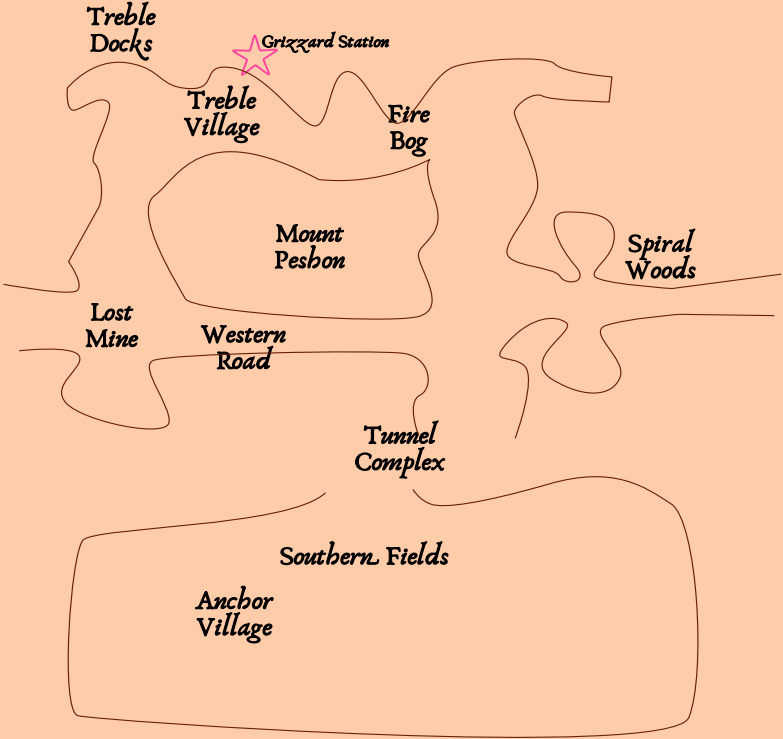 Treble
Docks
Grizzard Station
Treble
Village
Fire
Bog
Mount
Peshon
Spiral
Woods
Lost
Mine
Western
Road
Tunnel
Complex
Southern Fields
Anchor
Village